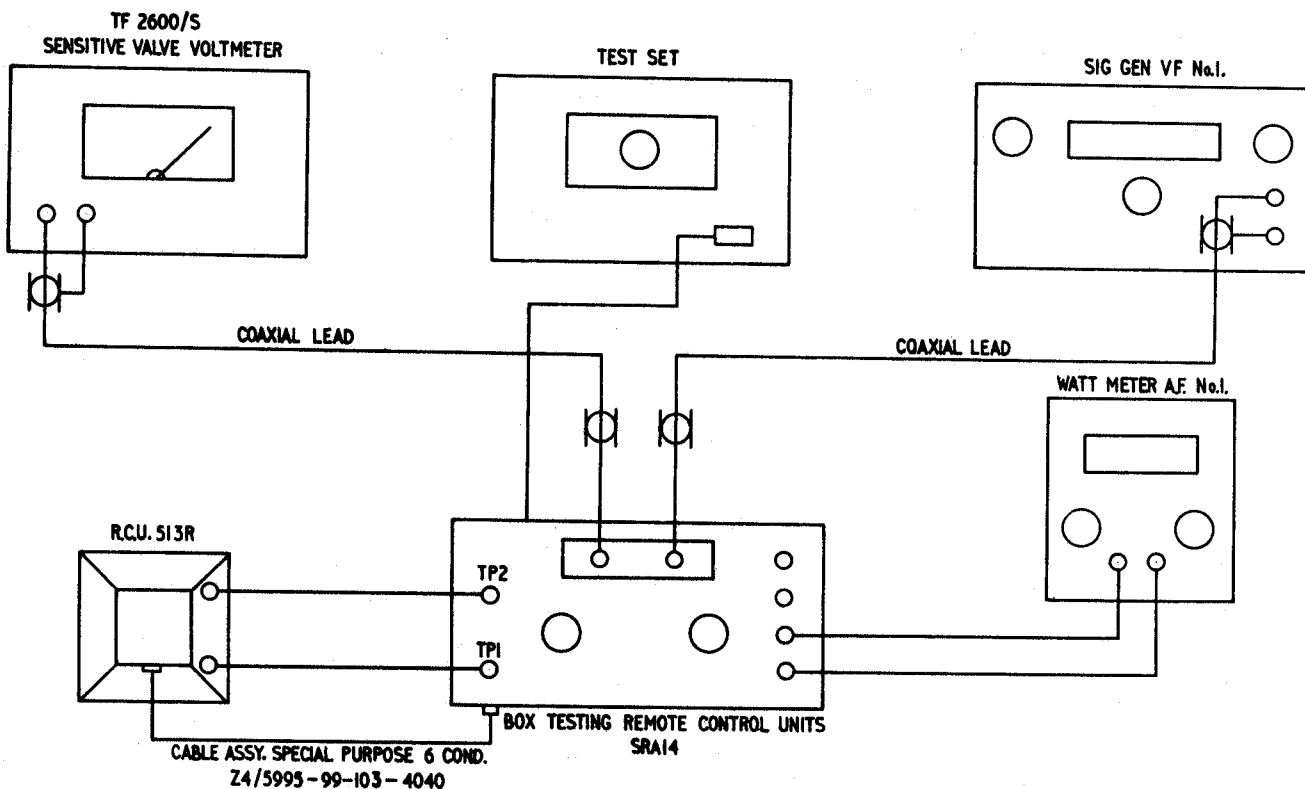 TF 2600/S
SENSITIVE VALVE VOLTMETER
TEST SET
SIG GEN VF No.1.
COAXIAL LEAD
COAXIAL LEAD
WATT METER A.F. No.1.
R.C.U. 513R
TP2
TP1
BOX TESTING REMOTE CONTROL UNITS
SRA14
CABLE ASSY. SPECIAL PURPOSE 6 COND.
Z4/5995-99-103-4040